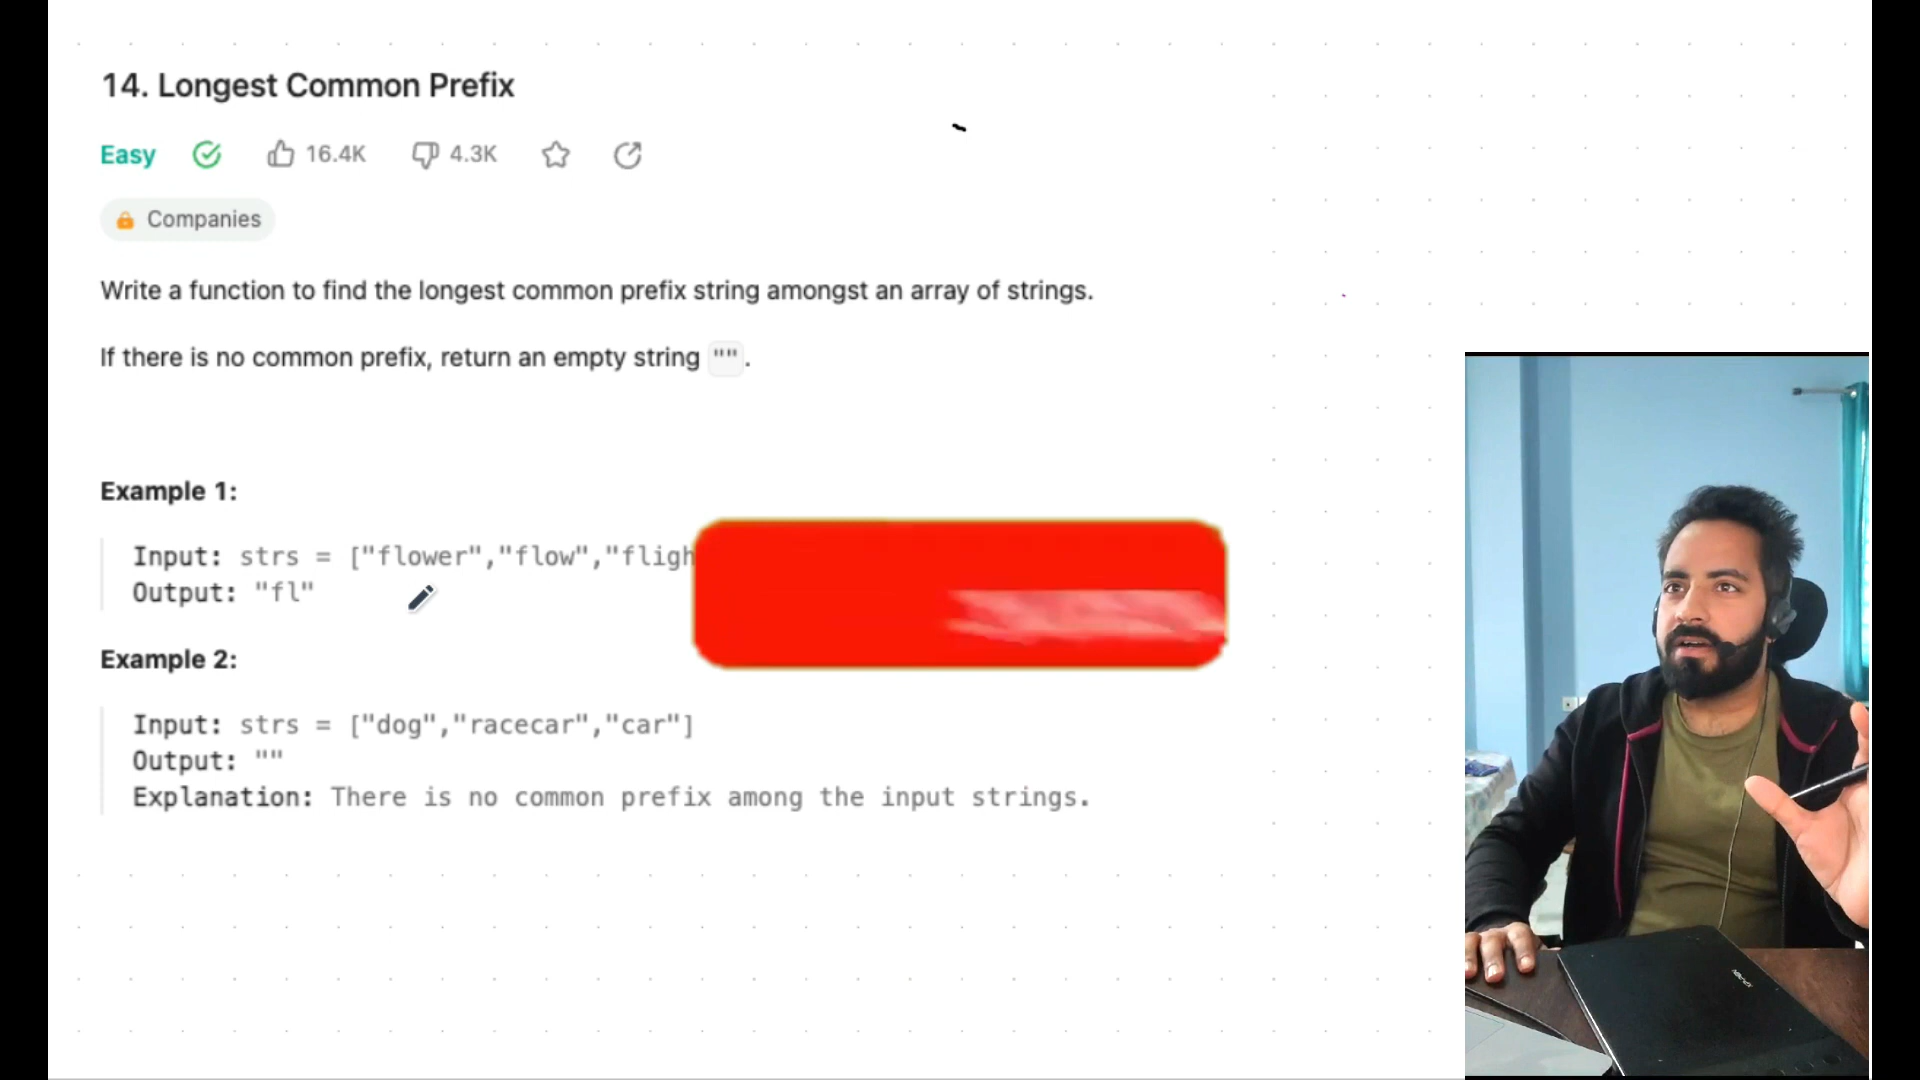 14. Longest Common Prefix
Easy 16.4K 4.3K
Companies
Write a function to find the longest common prefix string amongst an array of strings.
If there is no common prefix, return an empty string "".
Example 1:
Input: strs = ["flower","flow","fligh
Output: "fl"
Example 2:
Input: strs = ["dog","racecar","car"]
Output: ""
Explanation: There is no common prefix among the input strings.